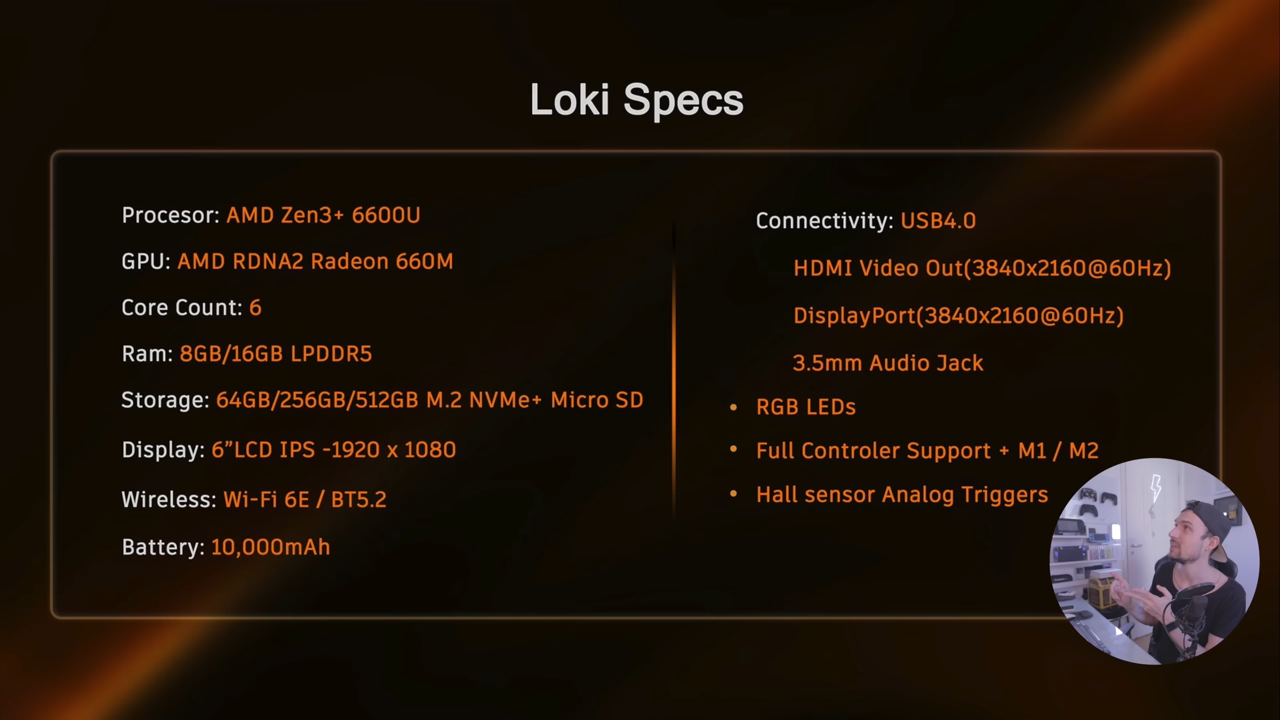 Loki Specs
Procesor: AMD Zen3+ 6600U
GPU: AMD RDNA2 Radeon 660M
Core Count: 6
Ram: 8GB/16GB LPDDR5
Storage: 64GB/256GB/512GB M.2 NVMe+ Micro SD
Display: 6”LCD IPS -1920 x 1080
Wireless: Wi-Fi 6E / BT5.2
Battery: 10,000mAh
Connectivity: USB4.0
HDMI Video Out(3840x2160@60Hz)
DisplayPort(3840x2160@60Hz)
3.5mm Audio Jack
• RGB LEDs
• Full Controler Support + M1 / M2
• Hall sensor Analog Triggers